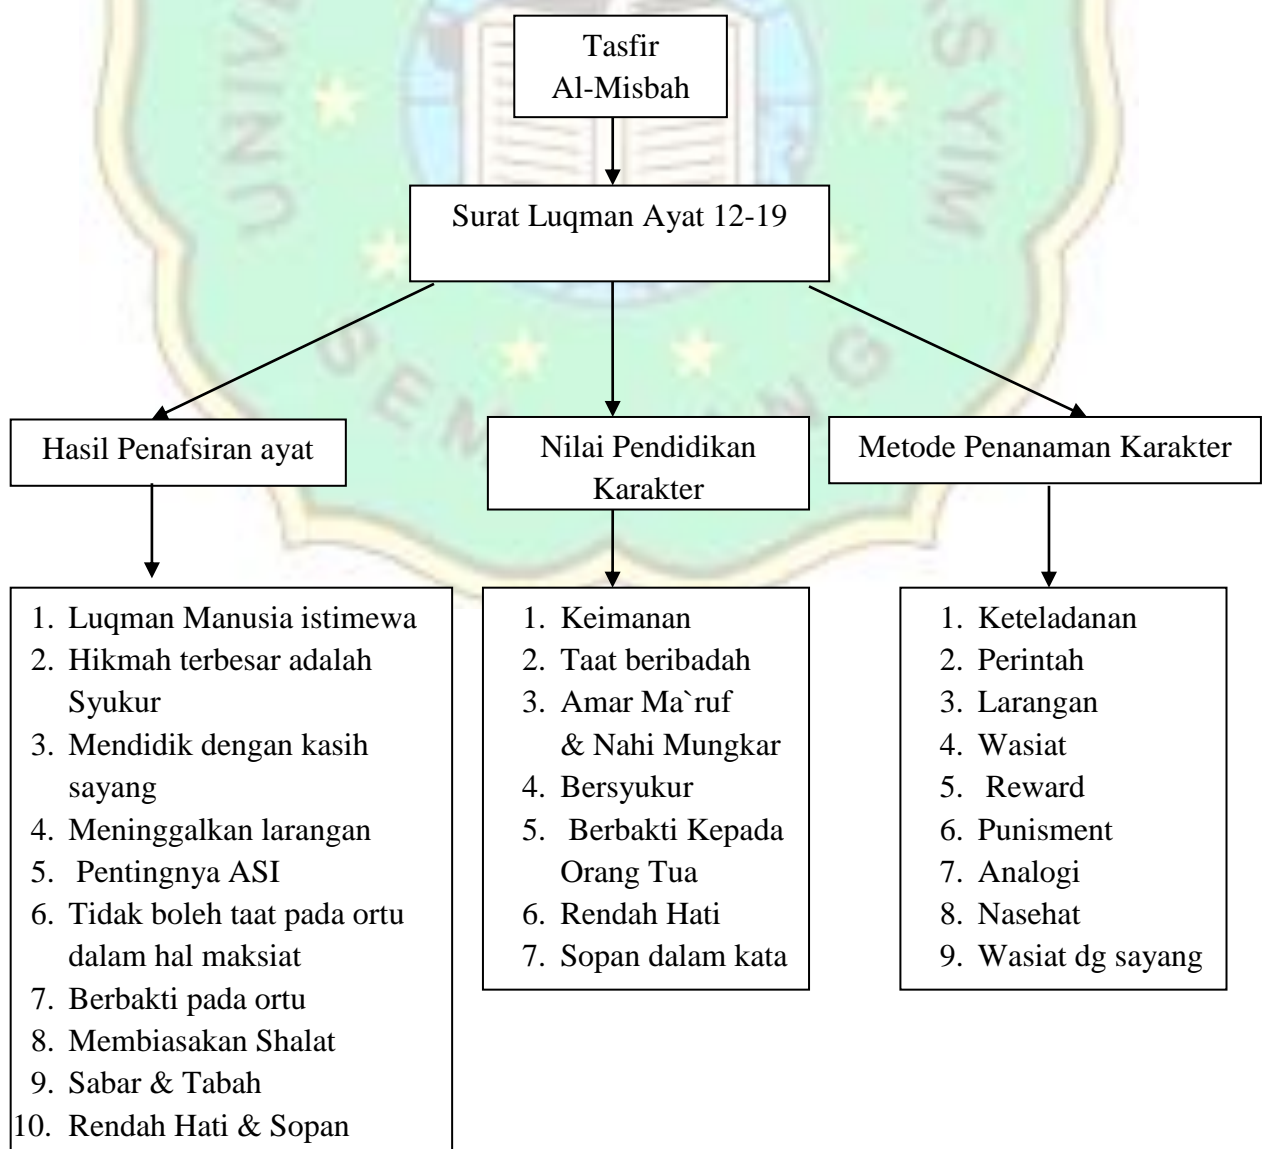 Tasfir
Al-Misbah
Surat Luqman Ayat 12-19
Hasil Penafsiran ayat
Nilai Pendidikan
Karakter
Metode Penanaman Karakter
1. Luqman Manusia istimewa
2. Hikmah terbesar adalah
Syukur
3. Mendidik dengan kasih
sayang
4. Meninggalkan larangan
5. Pentingnya ASI
6. Tidak boleh taat pada ortu
dalam hal maksiat
7. Berbakti pada ortu
8. Membiasakan Shalat
9. Sabar & Tabah
10. Rendah Hati & Sopan
1. Keimanan
2. Taat beribadah
3. Amar Ma`ruf
& Nahi Mungkar
4. Bersyukur
5. Berbakti Kepada
Orang Tua
6. Rendah Hati
7. Sopan dalam kata
1. Keteladanan
2. Perintah
3. Larangan
4. Wasiat
5. Reward
6. Punisment
7. Analogi
8. Nasehat
9. Wasiat dg sayang